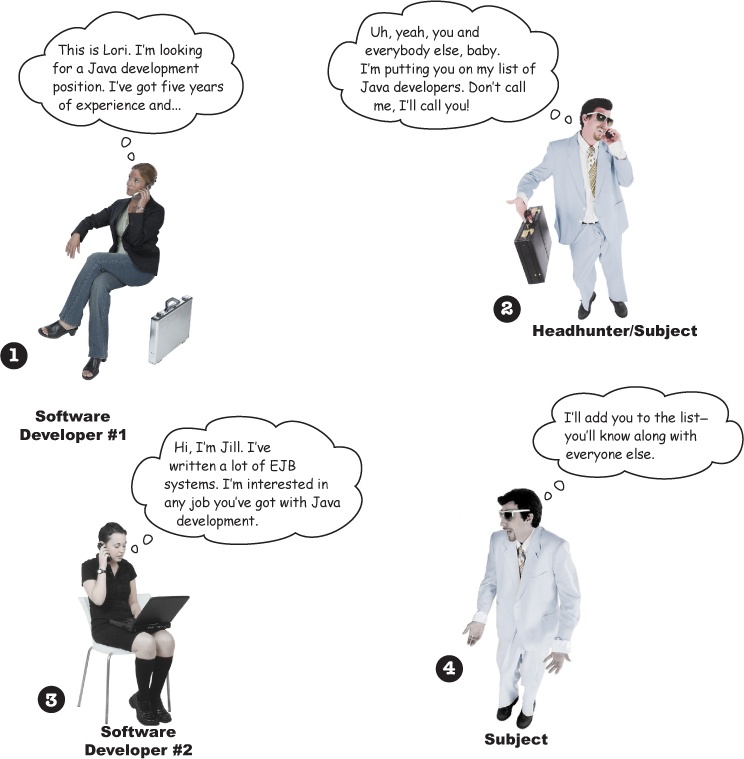 This is Lori. I'm looking
for a Java development
position. I've got five years
of experience and...
1
Software
Developer #1
Uh, yeah, you and
everybody else, baby.
I'm putting you on my list of
Java developers. Don't call
me, I'll call you!
2
Headhunter/Subject
Hi, I'm Jill. I've
written a lot of EJB
systems. I'm interested in
any job you've got with Java
development.
3
Software
Developer #2
I'll add you to the list–
you'll know along with
everyone else.
4
Subject